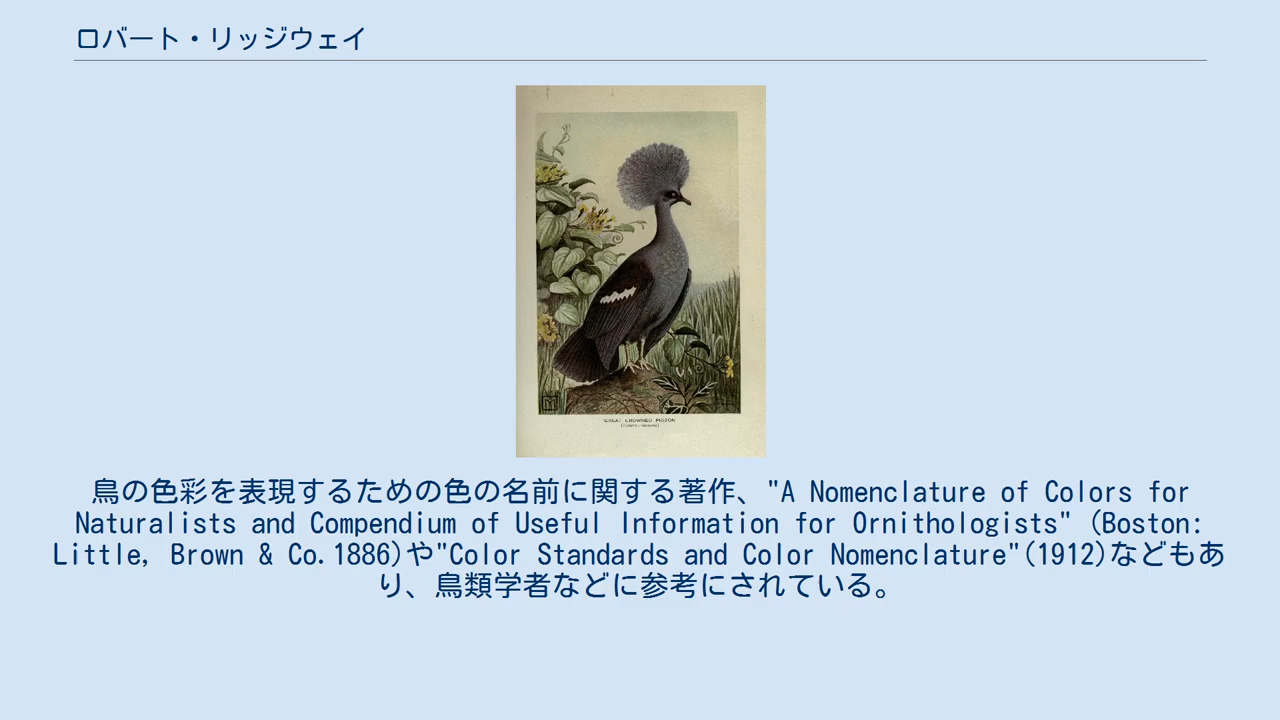 ロバート・リッジウェイ
GREAT CROWNED PIGEON
鳥の色彩を表現するための色の名前に関する著作、"A Nomenclature of Colors for
Naturalists and Compendium of Useful Information for Ornithologists" (Boston:
Little, Brown & Co.1886)や"Color Standards and Color Nomenclature"(1912)などもあ
り、鳥類学者などに参考にされている。